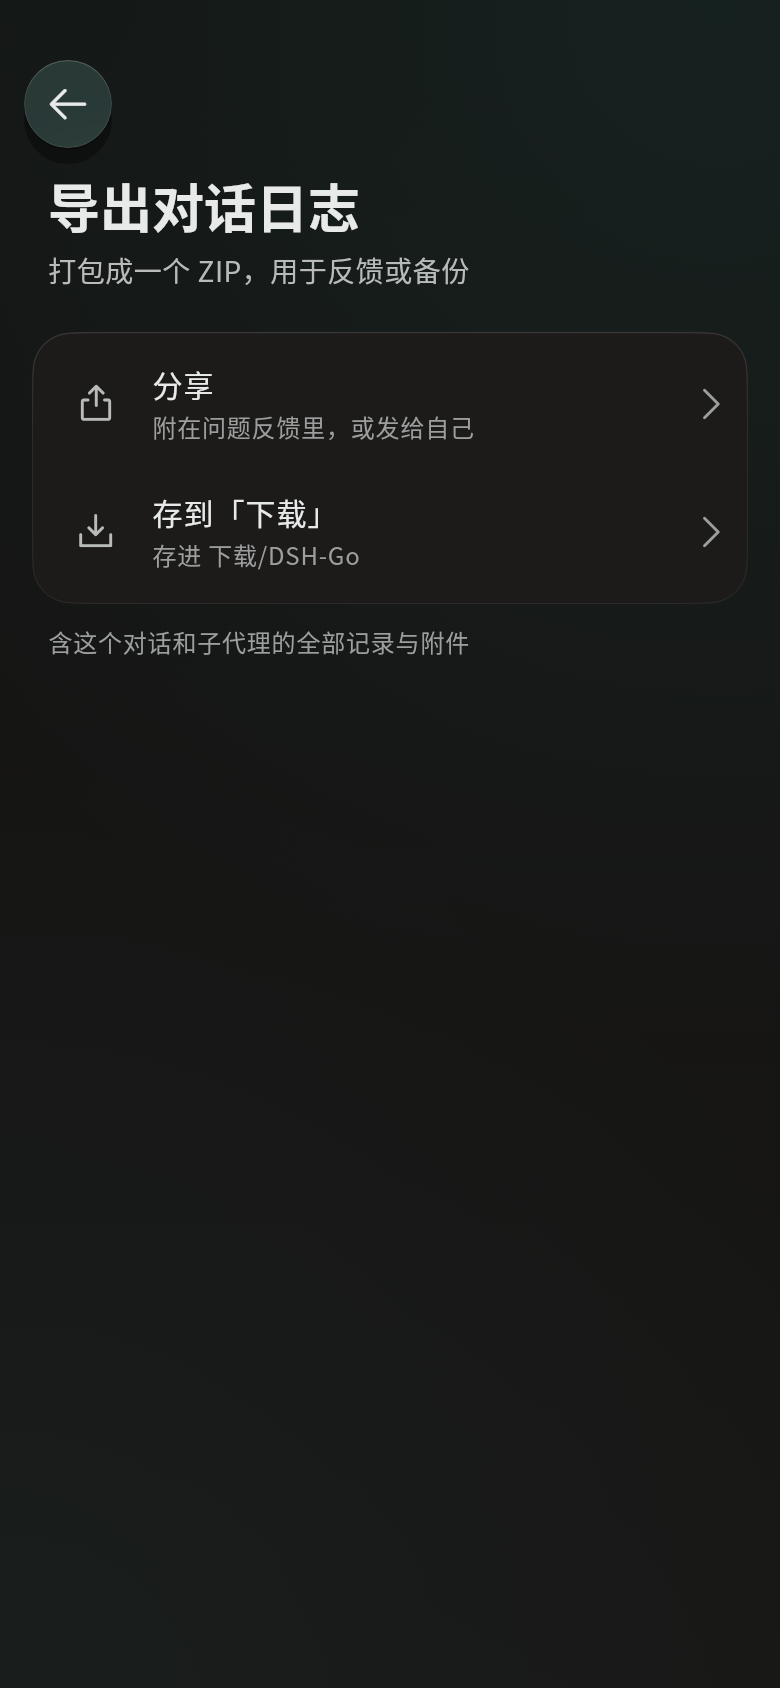 导出对话日志
打包成一个 ZIP，用于反馈或备份
分享
附在问题反馈里，或发给自己
存到「下载」
存进 下载/DSH-Go
含这个对话和子代理的全部记录与附件